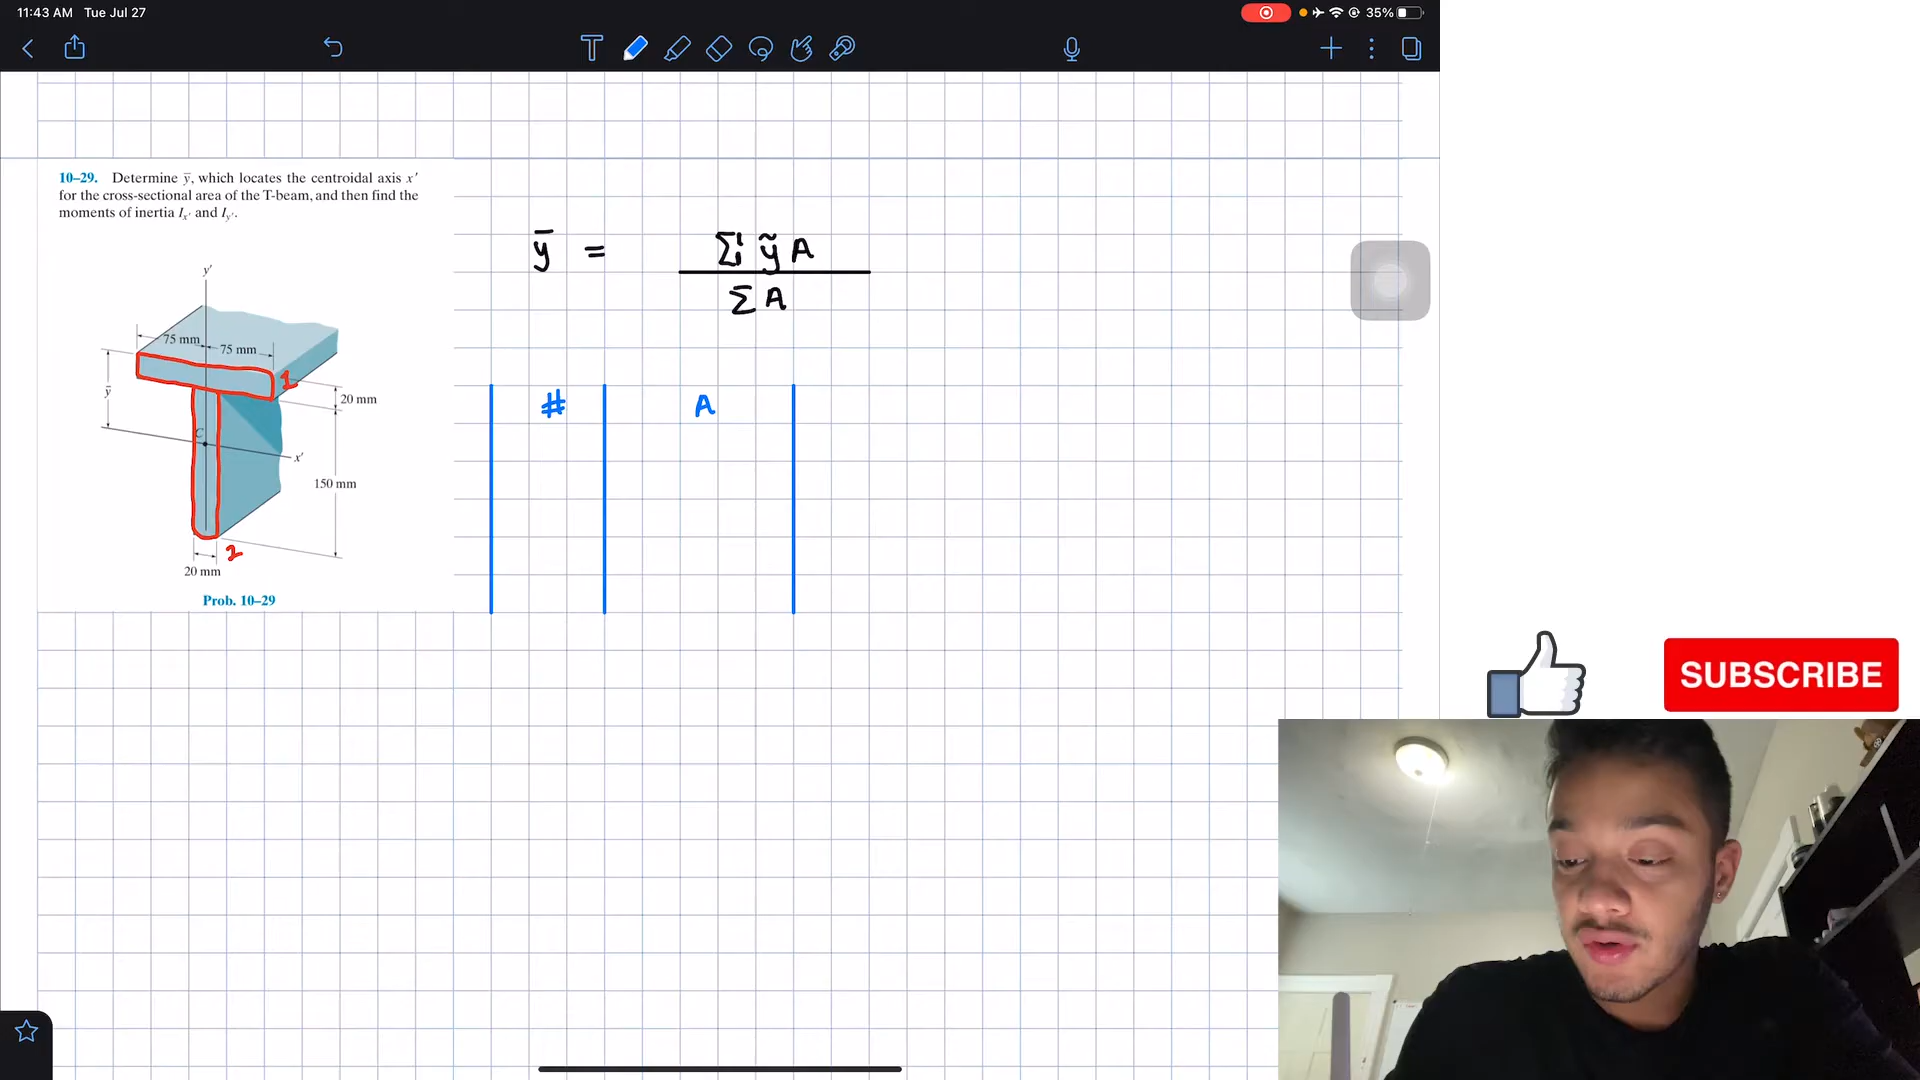 11:43 AM Tue Jul 27
35%
10–29. Determine y̅, which locates the centroidal axis x′
for the cross-sectional area of the T-beam, and then find the
moments of inertia Iₓ′ and I_y′.
y̅ = Σ ỹ A
Σ A
y′
75 mm
75 mm
1
y̅
20 mm
# A
C
x′
150 mm
2
20 mm
Prob. 10–29
SUBSCRIBE